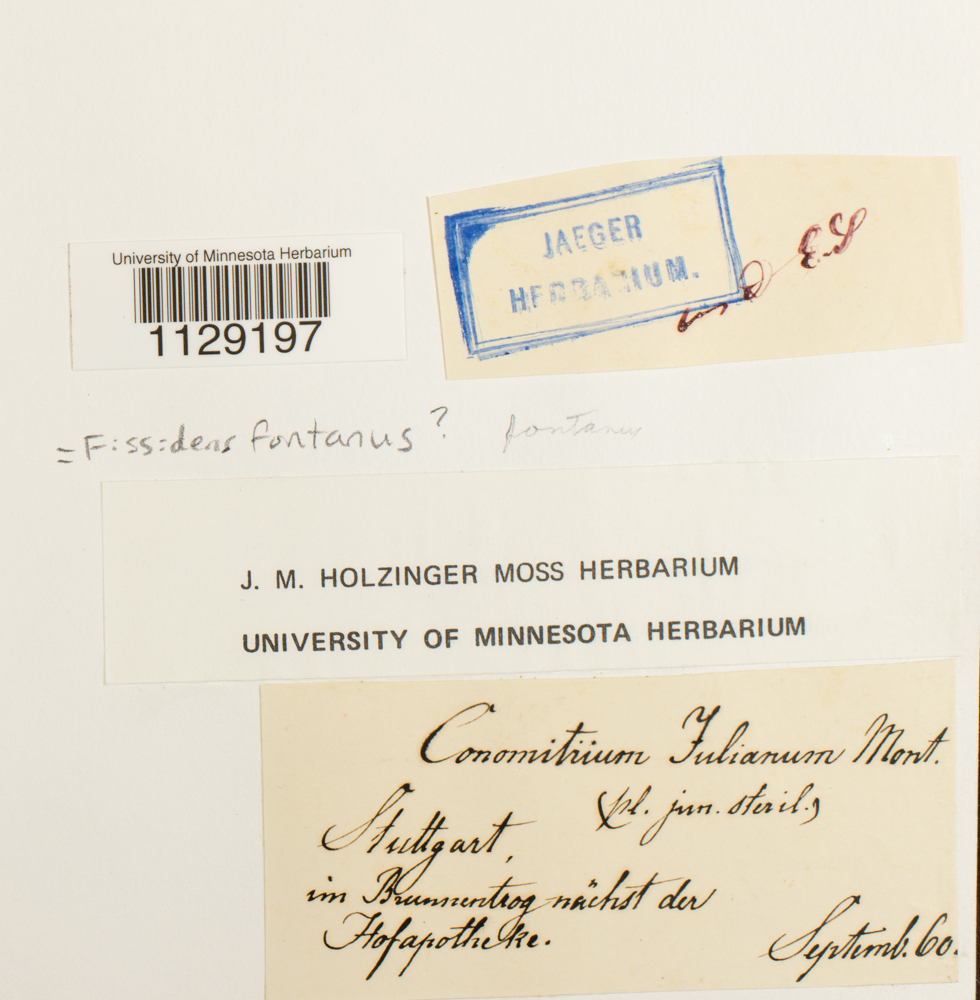 University of Minnesota Herbarium
1129197
JAEGER
HERBARIUM.
= Fissidens fontanus?
fontanus
J. M. HOLZINGER MOSS HERBARIUM
UNIVERSITY OF MINNESOTA HERBARIUM
Conomitrium Julianum Mont.
(pl. jun. steril.)
Stuttgart,
im Brunnentrog nächst der
Hofapotheke.
Septemb. 60.